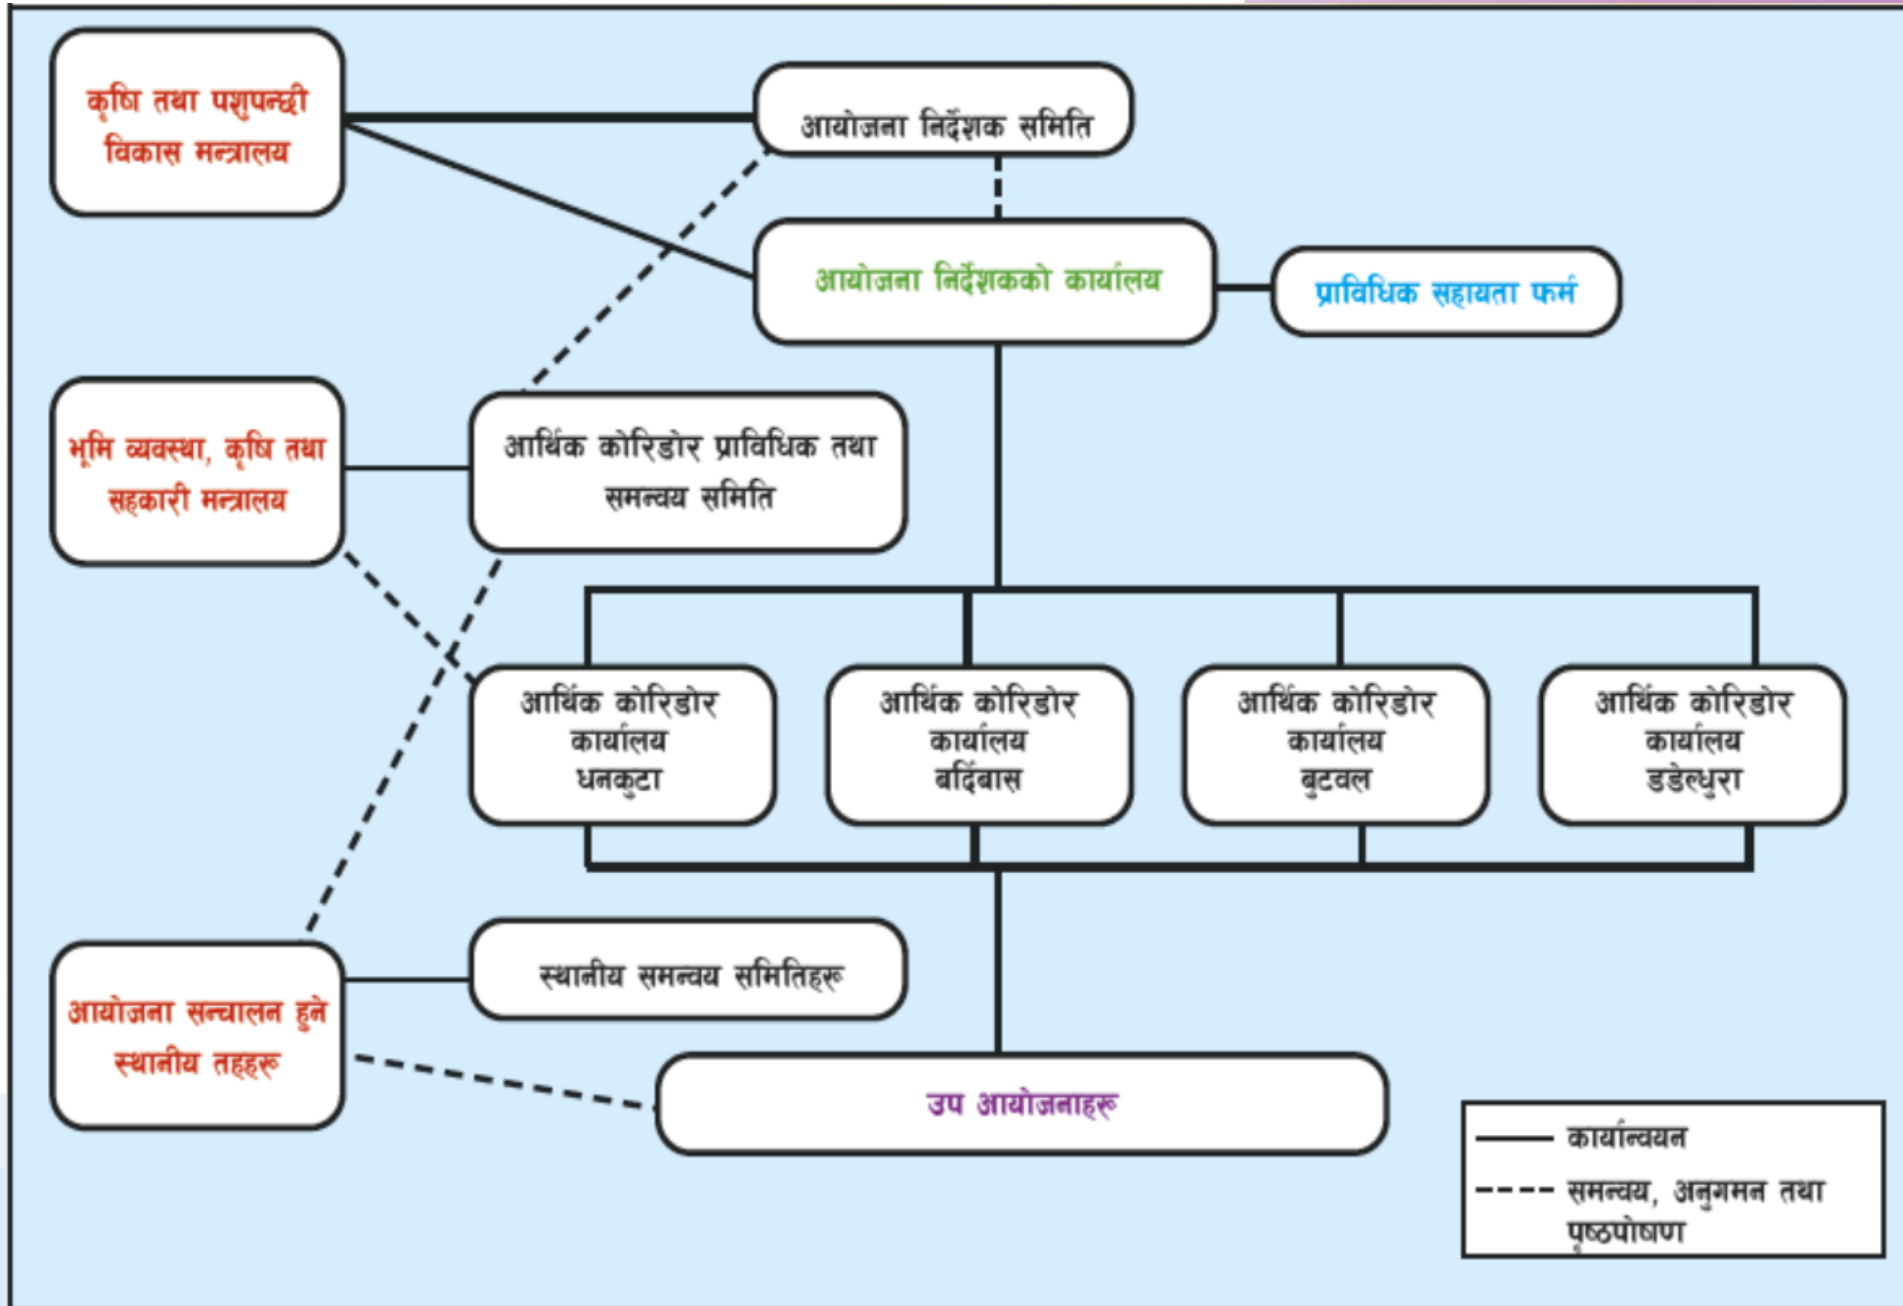 कृषि तथा पशुपन्छी
विकास मन्त्रालय
आयोजना निर्देशक समिति
आयोजना निर्देशकको कार्यालय
प्राविधिक सहायता फर्म
भूमि व्यवस्था, कृषि तथा
सहकारी मन्त्रालय
आर्थिक कोरिडोर प्राविधिक तथा
समन्वय समिति
आर्थिक कोरिडोर
कार्यालय
धनकुटा
आर्थिक कोरिडोर
कार्यालय
बर्दिबास
आर्थिक कोरिडोर
कार्यालय
बुटवल
आर्थिक कोरिडोर
कार्यालय
डडेल्धुरा
आयोजना सन्चालन हुने
स्थानीय तहहरू
स्थानीय समन्वय समितिहरू
उप आयोजनाहरू
कार्यान्वयन
समन्वय, अनुगमन तथा
पृष्ठपोषण